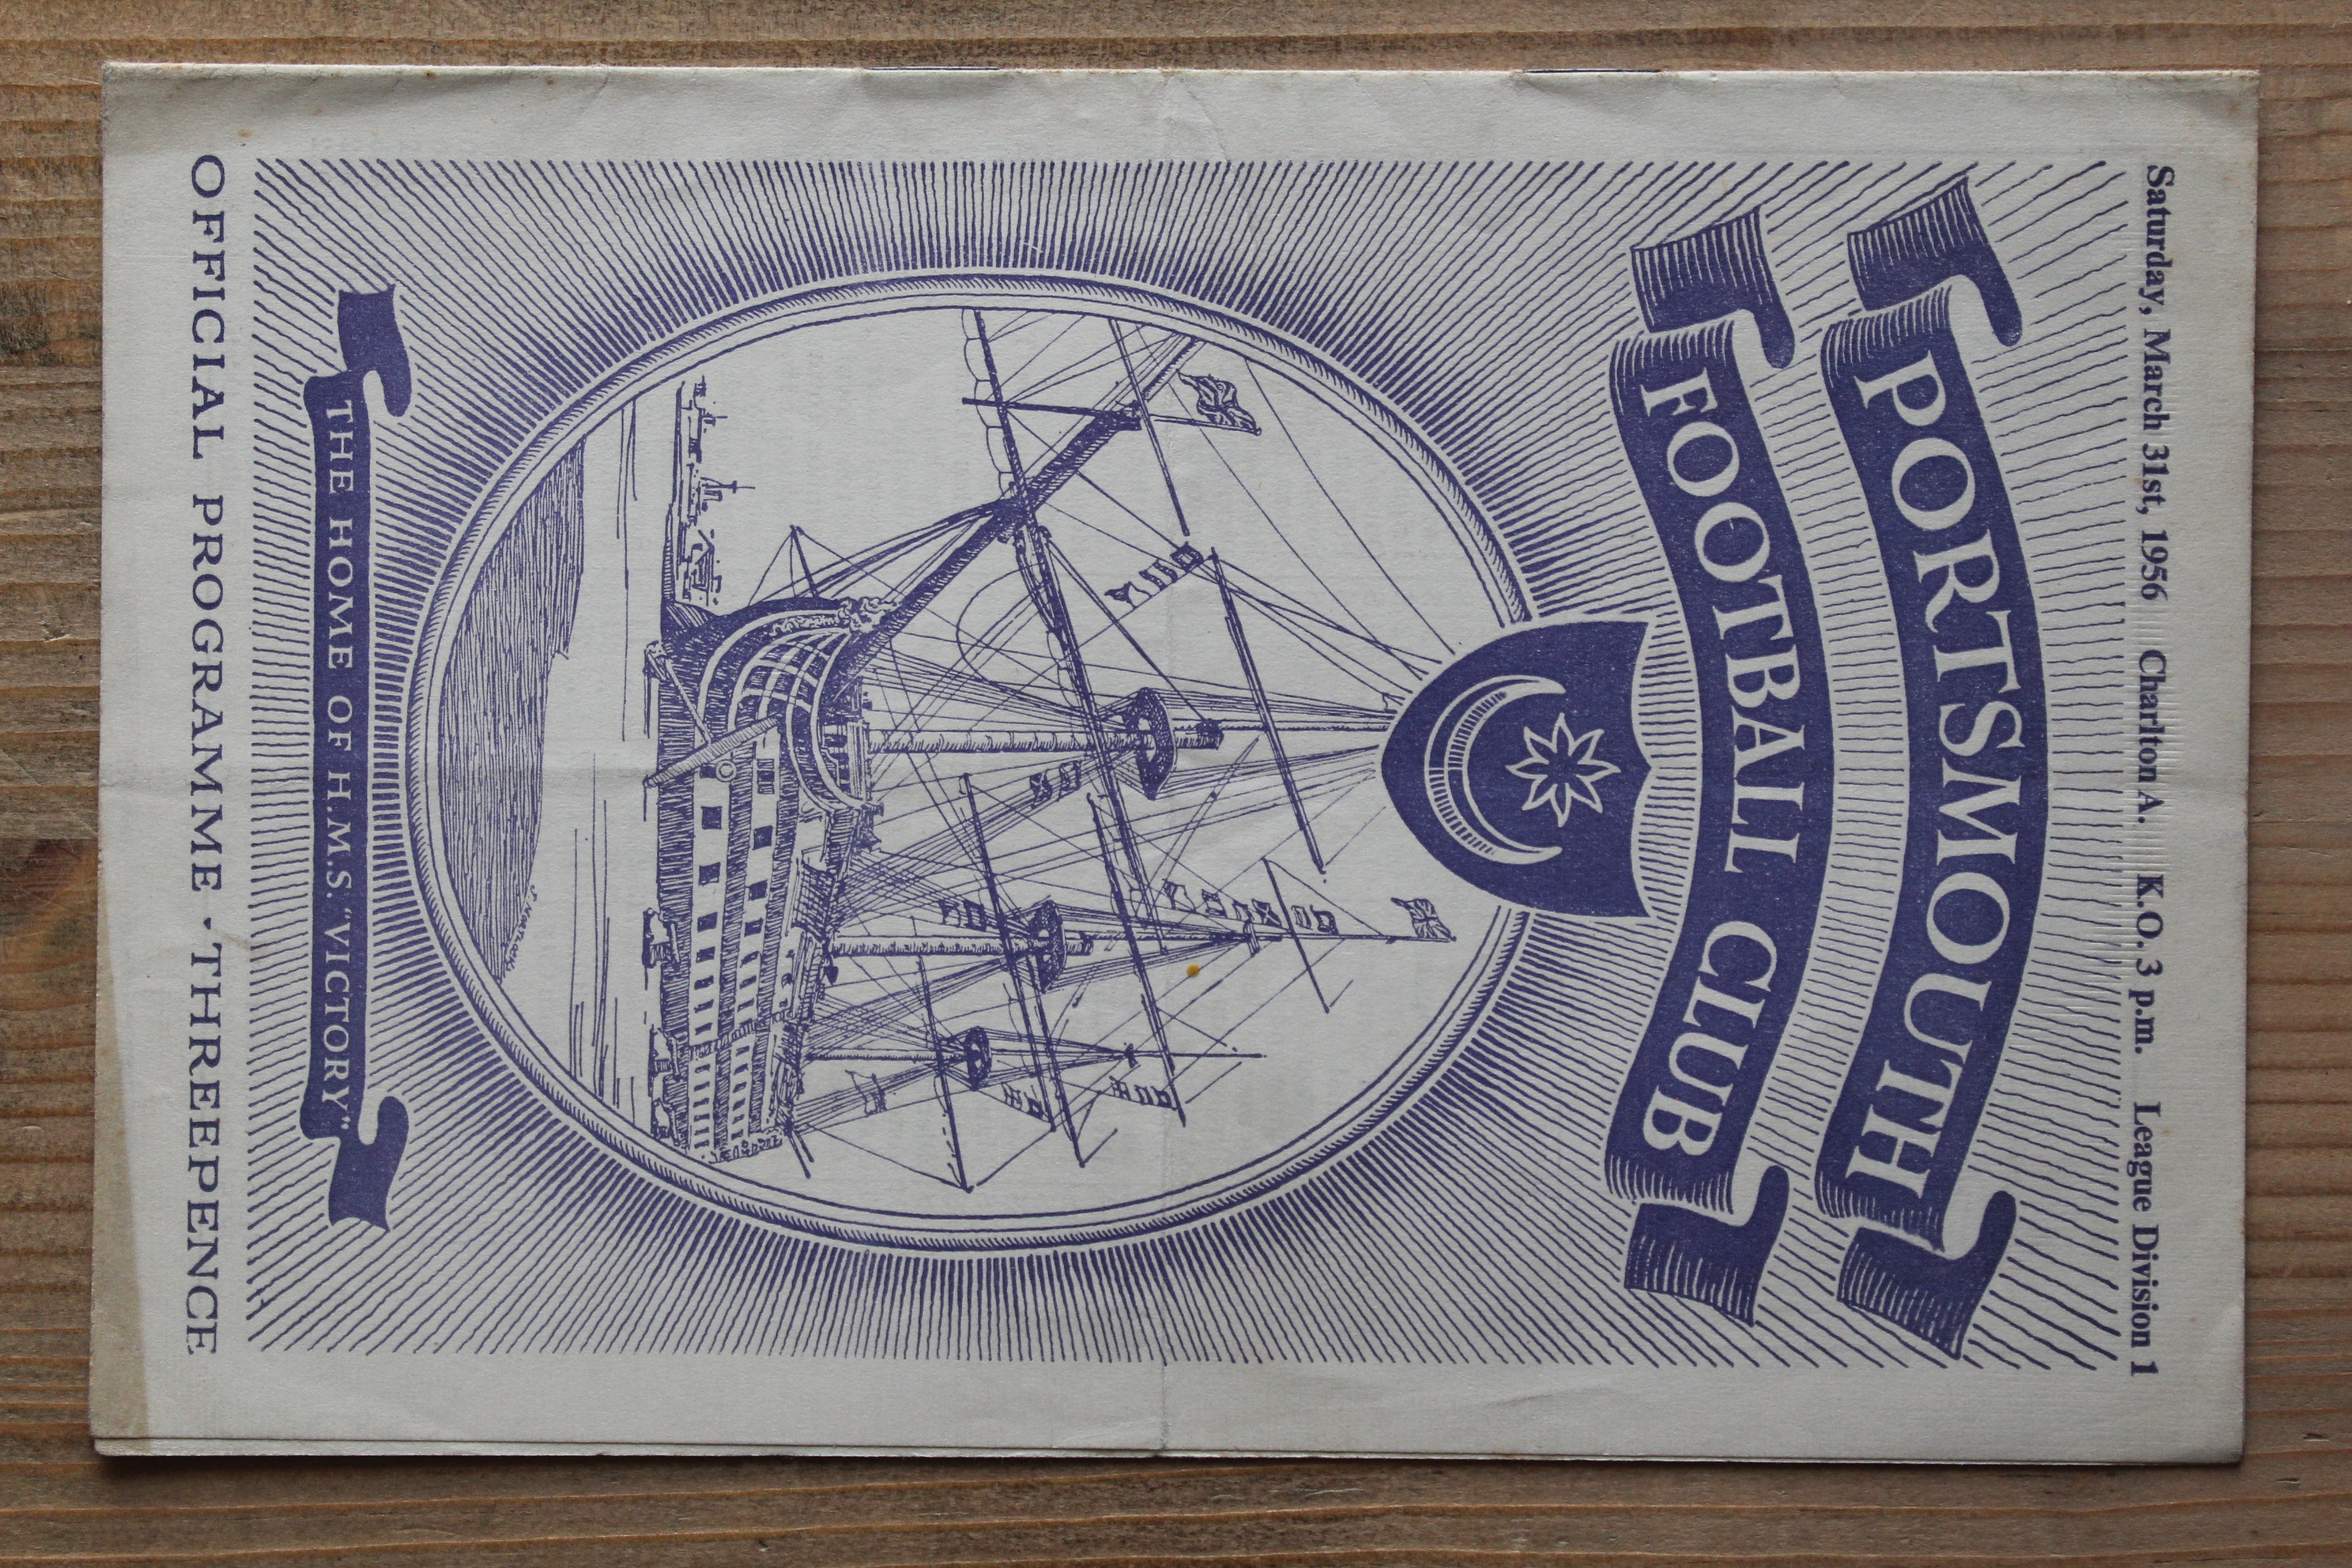 Saturday, March 31st, 1956 Charlton A. K.O. 3 p.m. League Division 1
PORTSMOUTH
FOOTBALL CLUB
THE HOME OF H.M.S. "VICTORY"
OFFICIAL PROGRAMME · THREEPENCE